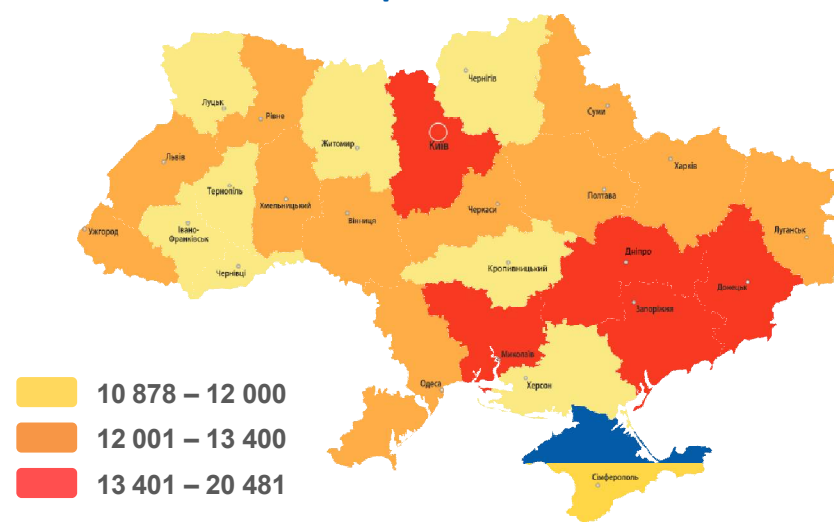 Чернігів
Луцьк
Рівне
Суми
Житомир
Київ
Львів
Харків
Тернопіль
Хмельницький
Полтава
Вінниця
Черкаси
Ужгород
Івано-
Франківськ
Луганськ
Чернівці
Кропивницький
Дніпро
Донецьк
Запоріжжя
Миколаїв
Одеса
Херсон
10 878 – 12 000
12 001 – 13 400
13 401 – 20 481
Сімферополь